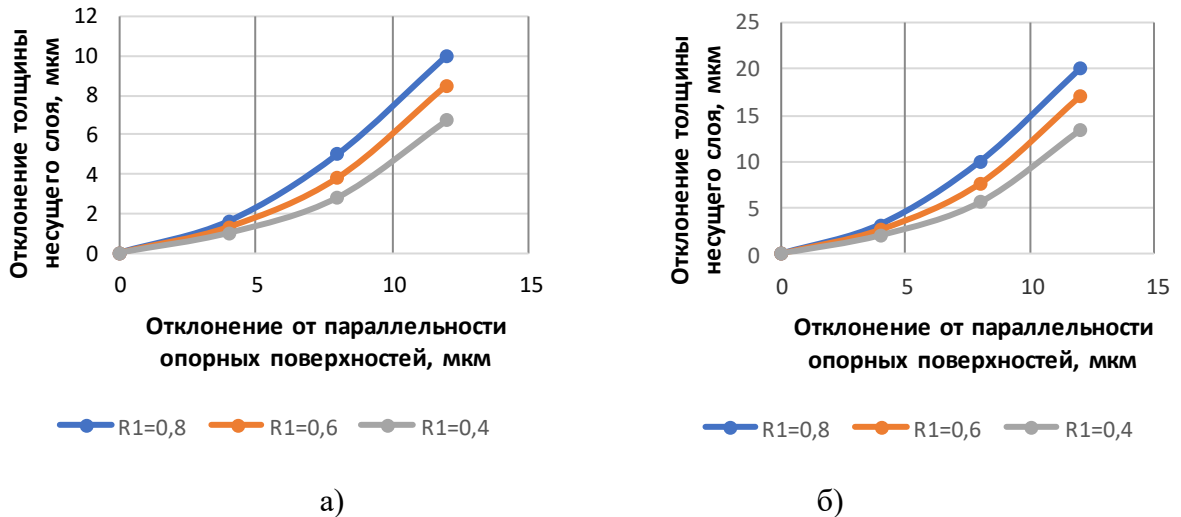 Отклонение толщины
несущего слоя, мкм
12
10
8
6
4
2
0
0 5 10 15
Отклонение от параллельности
опорных поверхностей, мкм
R1=0,8 R1=0,6 R1=0,4
а)
Отклонение толщины
несущего слоя, мкм
25
20
15
10
5
0
0 5 10 15
Отклонение от параллельности
опорных поверхностей, мкм
R1=0,8 R1=0,6 R1=0,4
б)